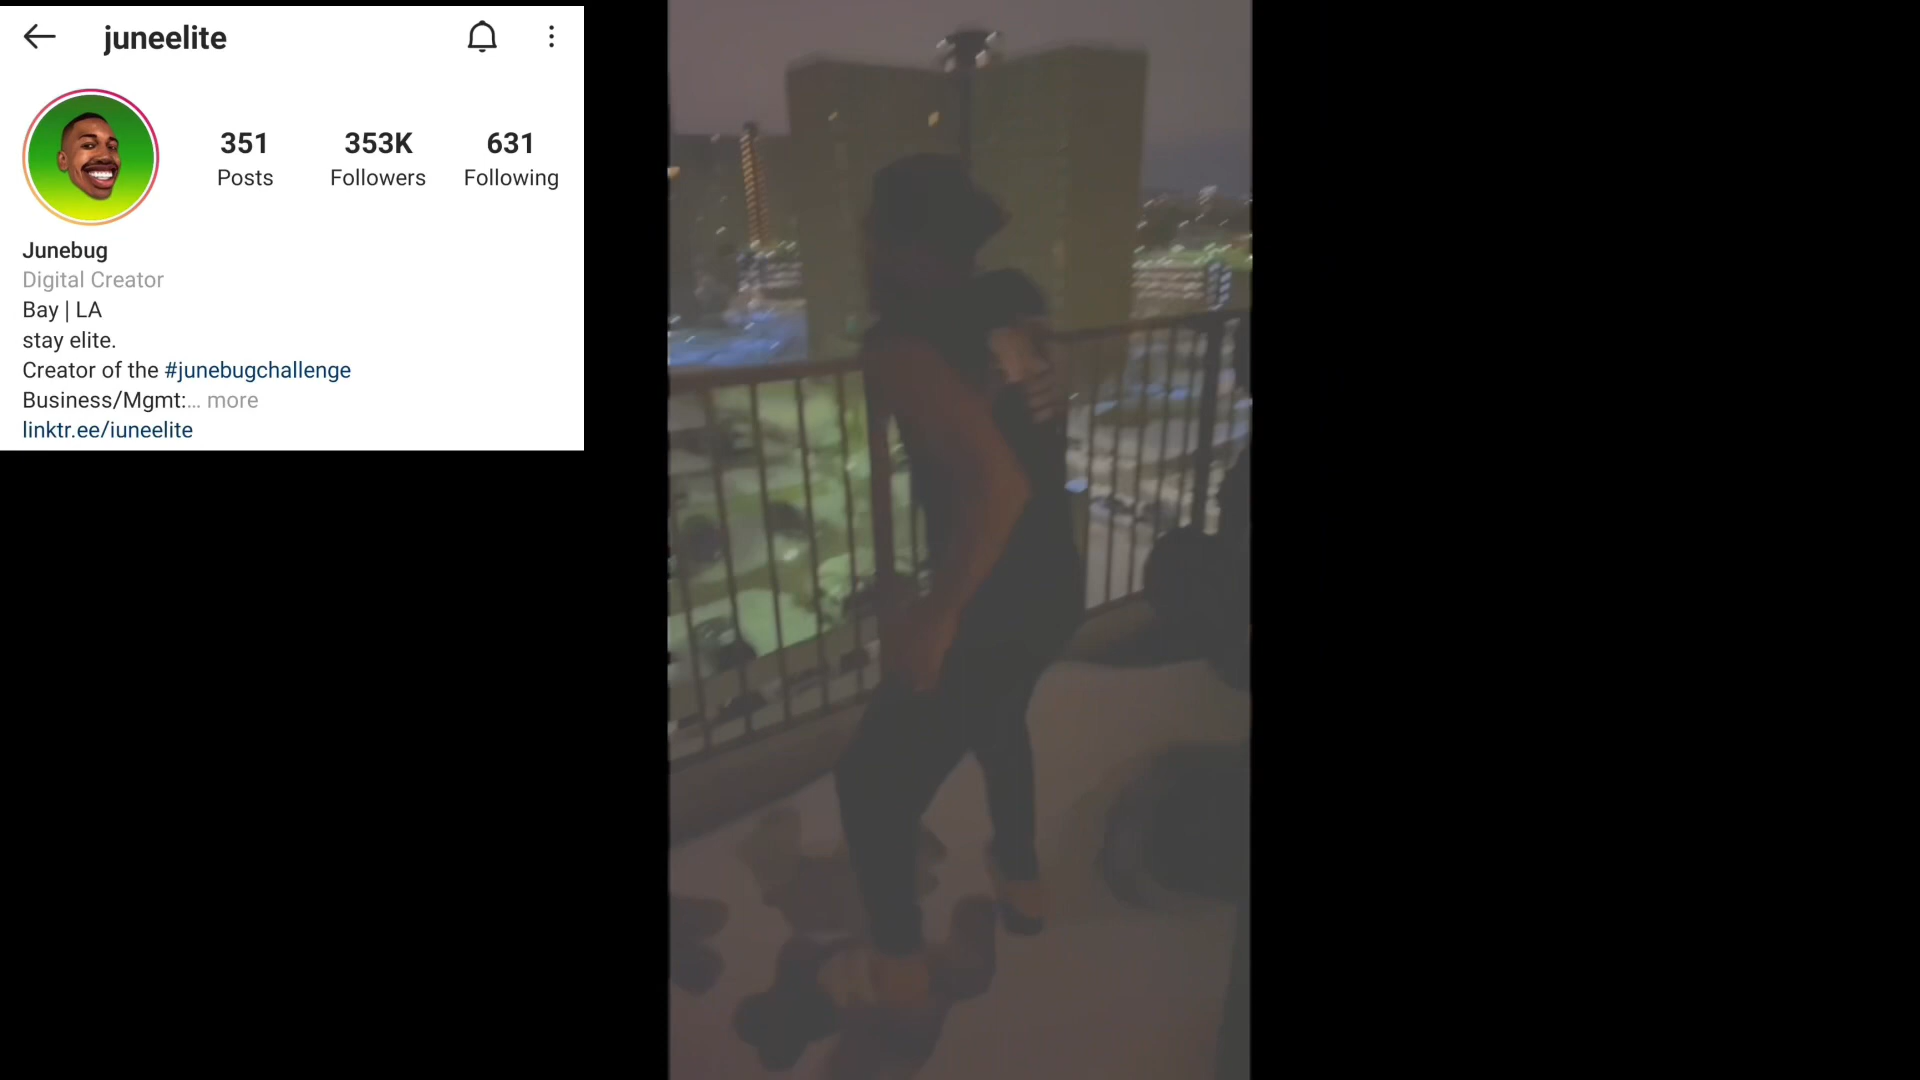 juneelite
351 353K 631
Posts Followers Following
Junebug
Digital Creator
Bay | LA
stay elite.
Creator of the #junebugchallenge
Business/Mgmt:... more
linktr.ee/iuneelite